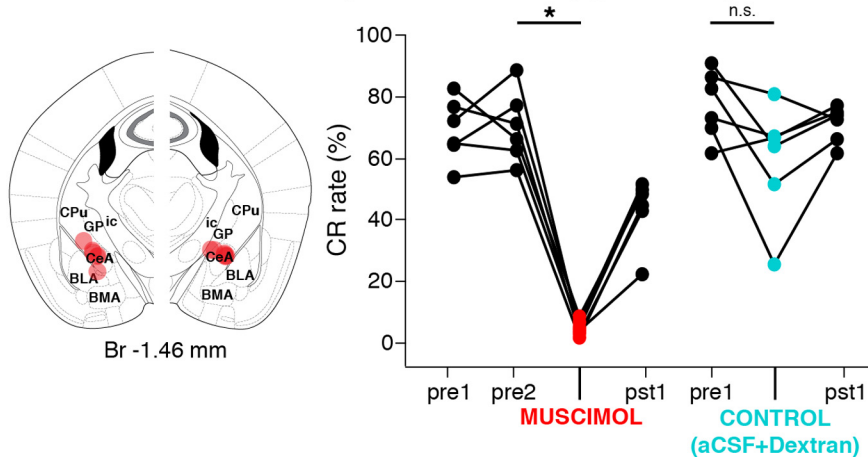 CPu
GP
ic
CeA
BLA
BMA
ic
CPu
GP
CeA
BLA
BMA
Br -1.46 mm
CR rate (%)
100
80
60
40
20
0
*
n.s.
pre1 pre2 pst1 pre1 pst1
MUSCIMOL
CONTROL
(aCSF+Dextran)